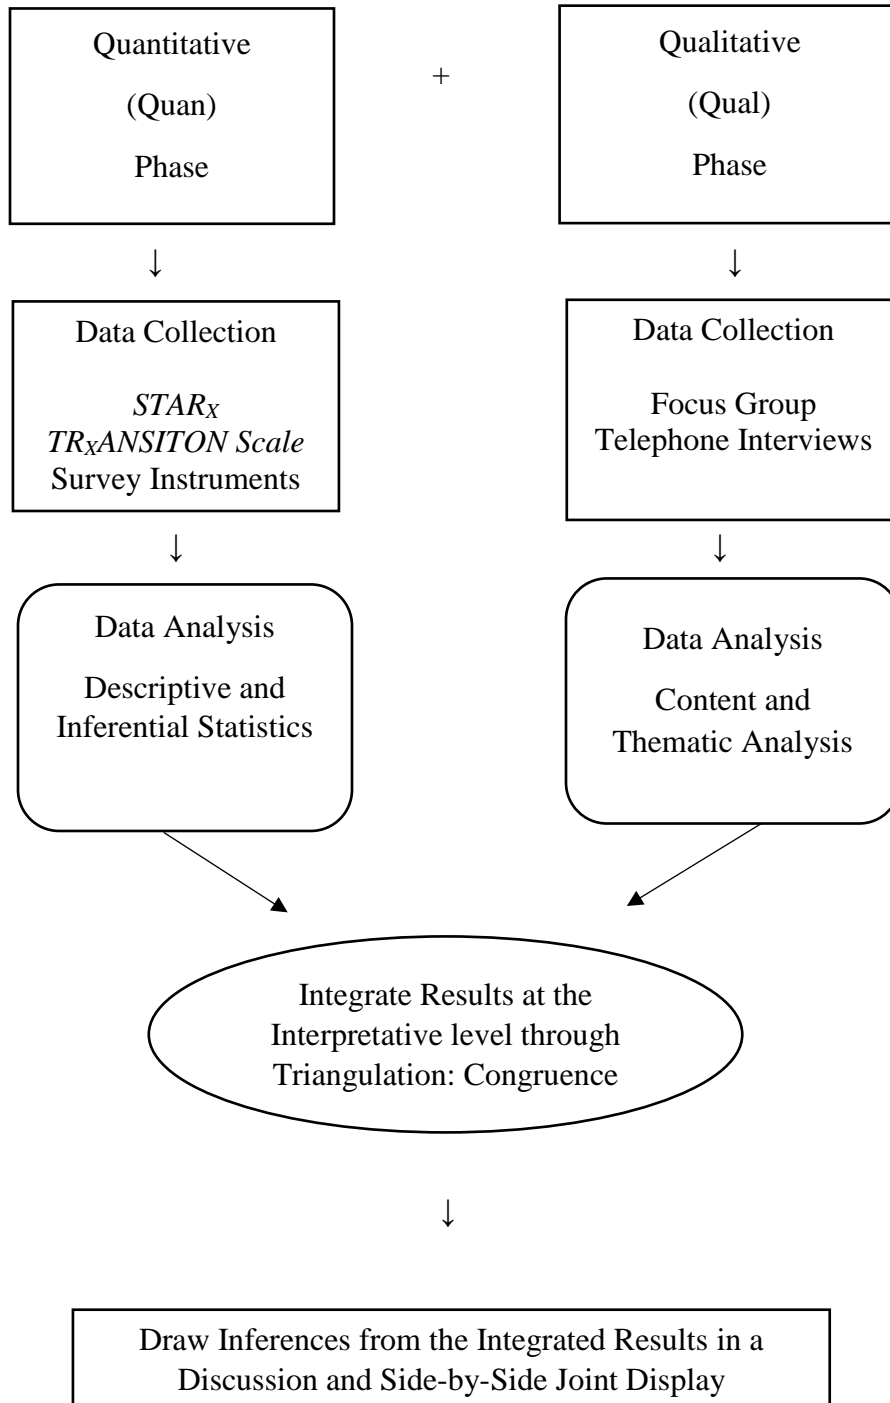 Quantitative
(Quan)
Phase
+
Qualitative
(Qual)
Phase
↓
↓
Data Collection
STARX
TRXANSITON Scale
Survey Instruments
Data Collection
Focus Group
Telephone Interviews
↓
↓
Data Analysis
Descriptive and
Inferential Statistics
Data Analysis
Content and
Thematic Analysis
Integrate Results at the
Interpretative level through
Triangulation: Congruence
↓
Draw Inferences from the Integrated Results in a
Discussion and Side-by-Side Joint Display